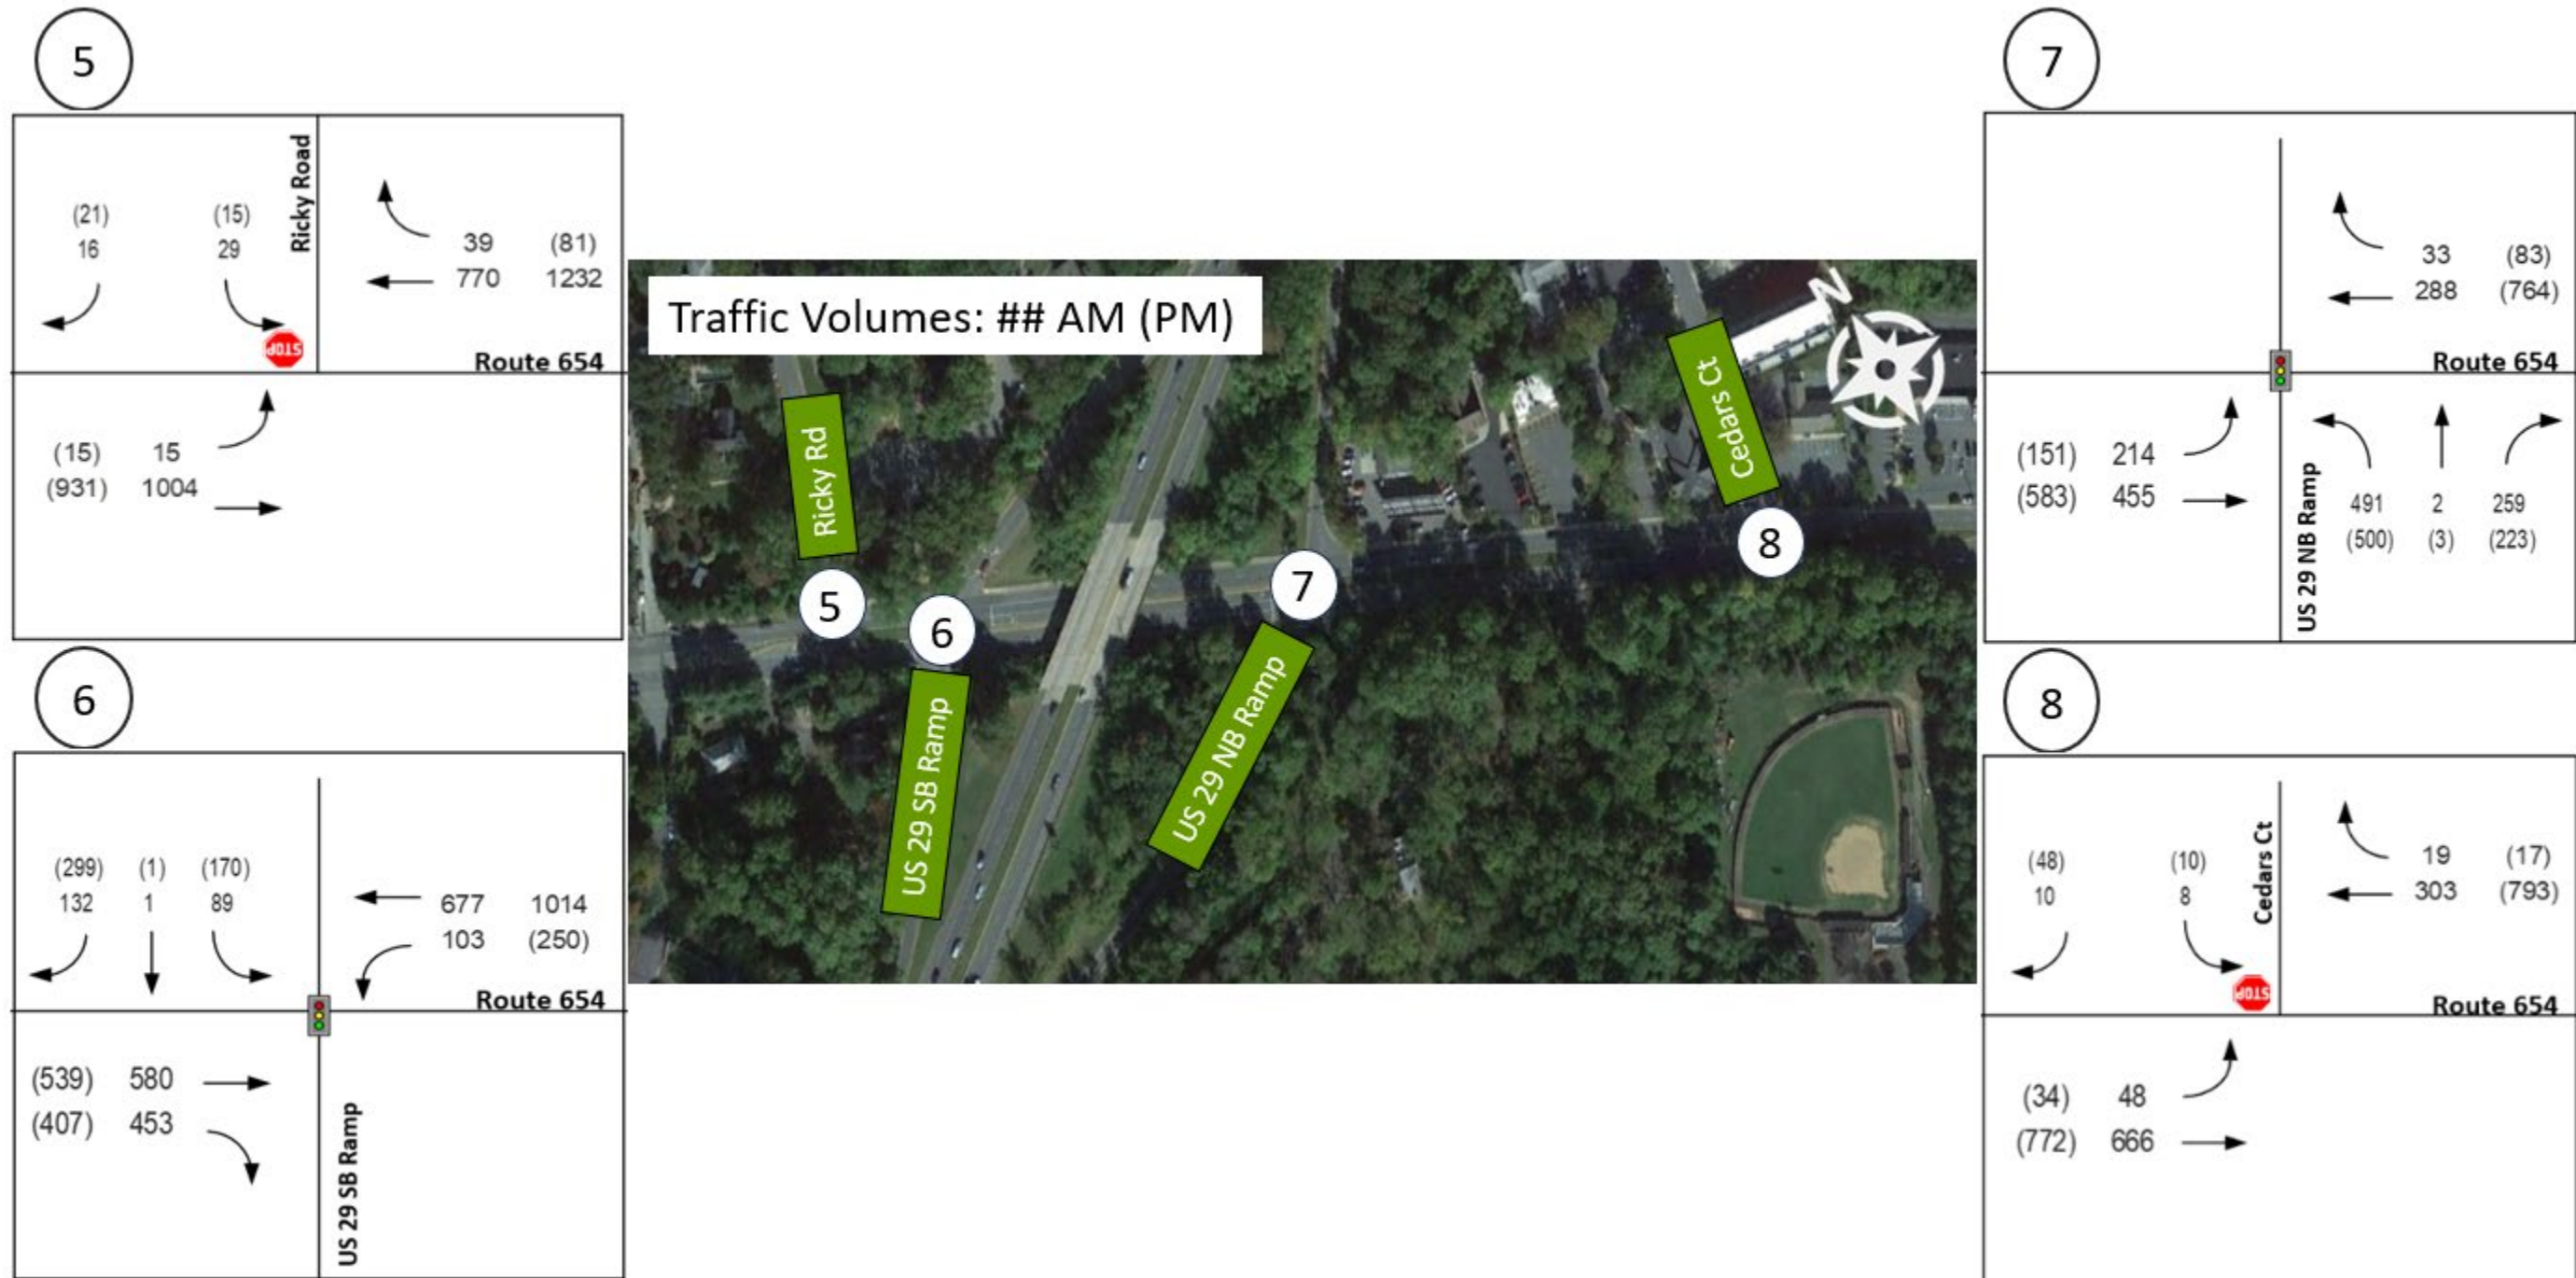 5
Ricky Road
(21) (15)
16 29
39 (81)
770 1232
STOP
Route 654
(15) 15
(931) 1004
6
(299) (1) (170)
132 1 89
677 1014
103 (250)
Route 654
(539) 580
(407) 453
US 29 SB Ramp
Traffic Volumes: ## AM (PM)
N
Ricky Rd
Cedars Ct
5
6
7
8
US 29 SB Ramp
US 29 NB Ramp
7
33 (83)
288 (764)
Route 654
(151) 214
(583) 455
US 29 NB Ramp
491 2 259
(500) (3) (223)
8
Cedars Ct
(48) (10)
10 8
19 (17)
303 (793)
STOP
Route 654
(34) 48
(772) 666